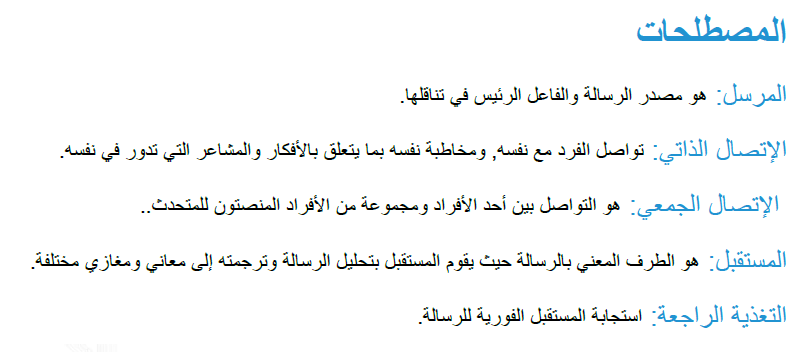 المصطلحات
المرسل: هو مصدر الرسالة والفاعل الرئيس في تناقلها.
الإتصال الذاتي: تواصل الفرد مع نفسه, ومخاطبة نفسه بما يتعلق بالأفكار والمشاعر التي تدور في نفسه.
الإتصال الجمعي: هو التواصل بين أحد الأفراد ومجموعة من الأفراد المنصتون للمتحدث..
المستقبل: هو الطرف المعني بالرسالة حيث يقوم المستقبل بتحليل الرسالة وترجمته إلى معاني ومغازي مختلفة.
التغذية الراجعة: استجابة المستقبل الفورية للرسالة.